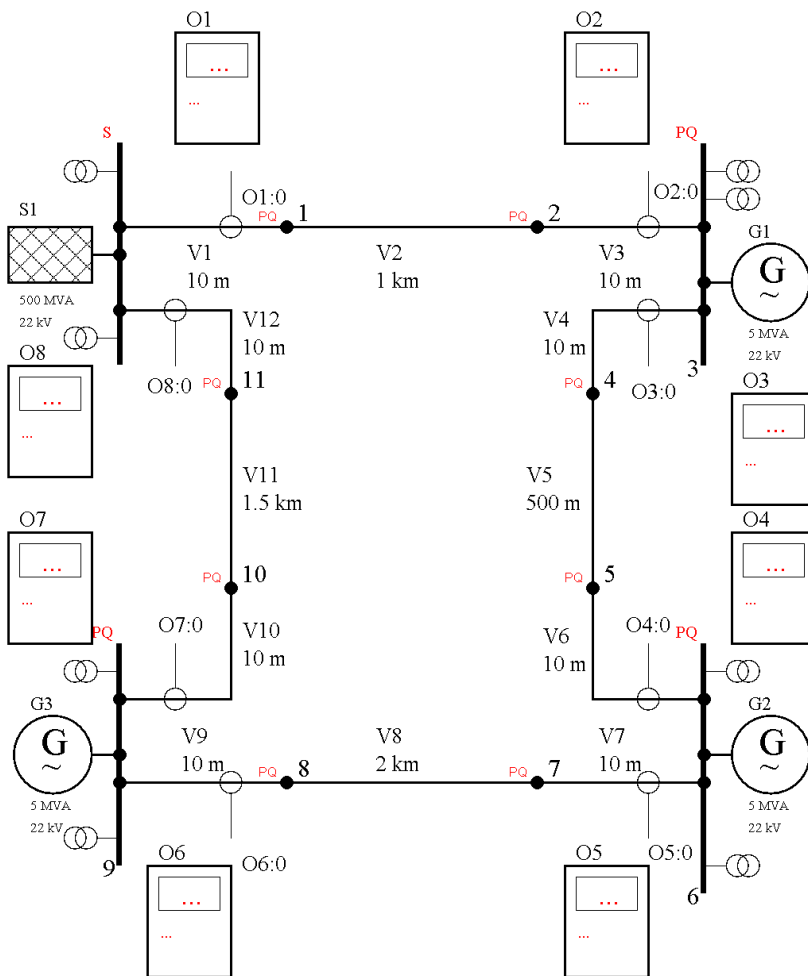 O1
O2
...
...
...
...
S
PQ
O1:0
O2:0
S1
PQ
1
PQ
2
G1
V1
V2
V3
G
~
10 m
1 km
10 m
500 MVA
22 kV
V12
V4
5 MVA
10 m
10 m
22 kV
O8
O8:0
PQ
11
PQ
4
O3:0
3
O3
...
...
...
...
V11
V5
1.5 km
500 m
O7
O4
...
...
PQ
10
PQ
5
...
...
PQ
O7:0
V10
V6
O4:0
PQ
10 m
10 m
G3
G2
G
~
V9
V8
V7
G
~
10 m
PQ
8
2 km
PQ
7
10 m
5 MVA
22 kV
5 MVA
22 kV
9
O6
O6:0
O5
O5:0
6
...
...
...
...